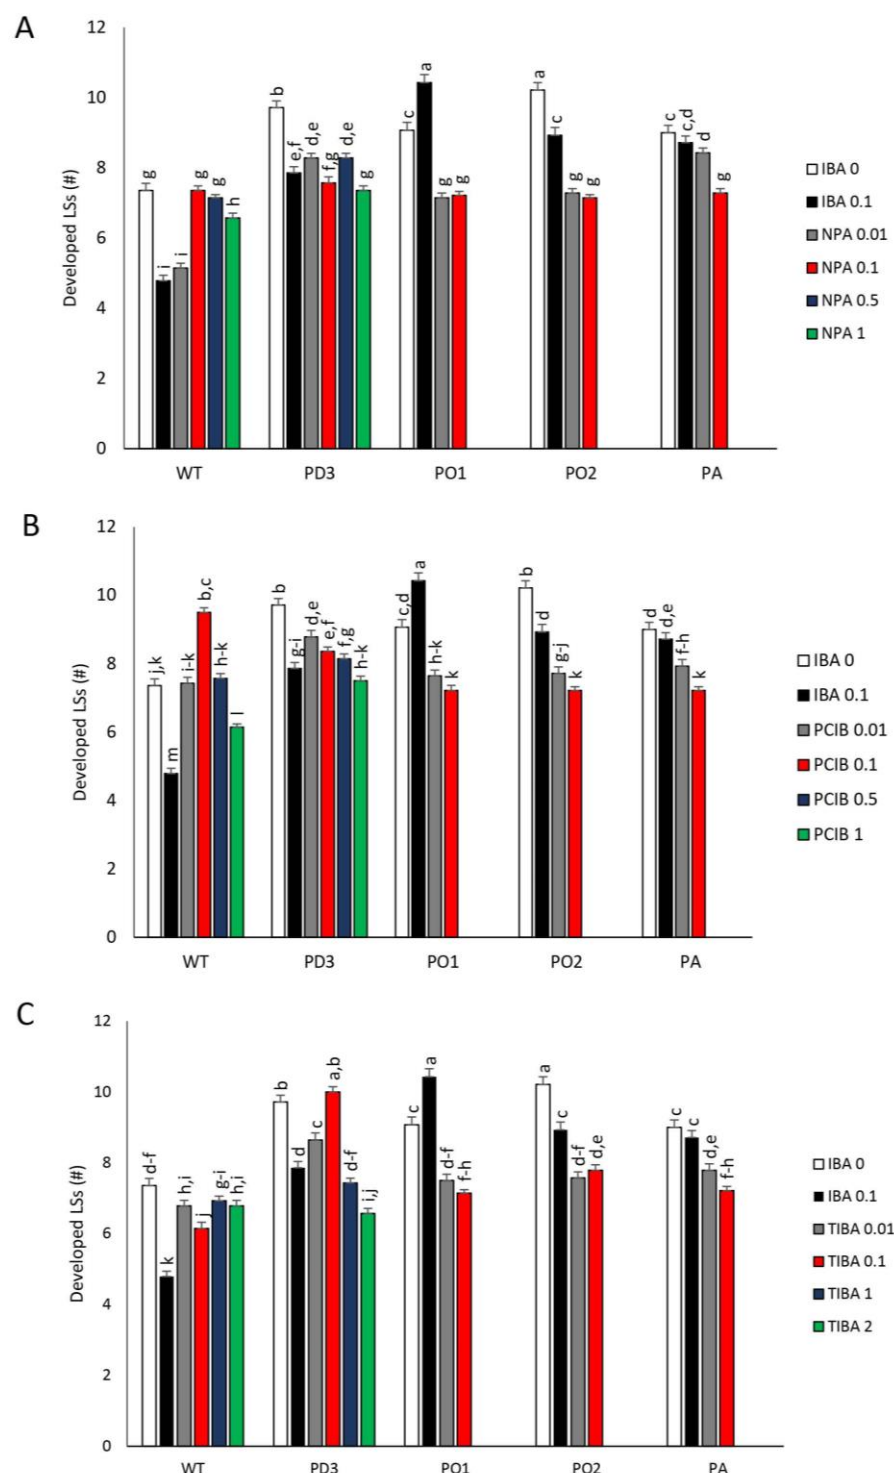 A
12
10
8
6
4
2
0
Developed LSs (#)
g
i
i
g
g
h
b
e,f
d,e
f,g
d,e
g
c
a
g
g
a
c
g
g
c
c,d
d
g
WT PD3 PO1 PO2 PA
IBA 0
IBA 0.1
NPA 0.01
NPA 0.1
NPA 0.5
NPA 1
B
12
10
8
6
4
2
0
Developed LSs (#)
j,k
m
i-k
b,c
h-k
l
b
g-i
d,e
e,f
f,g
h-k
c,d
a
h-k
k
b
d
g-j
k
d
d,e
f-h
k
WT PD3 PO1 PO2 PA
IBA 0
IBA 0.1
PCIB 0.01
PCIB 0.1
PCIB 0.5
PCIB 1
C
12
10
8
6
4
2
0
Developed LSs (#)
d-f
k
h,i
j
g-i
h,i
b
d
c
a,b
d-f
i,j
c
a
d-f
f-h
a
c
d-f
d,e
c
c
d,e
f-h
WT PD3 PO1 PO2 PA
IBA 0
IBA 0.1
TIBA 0.01
TIBA 0.1
TIBA 1
TIBA 2